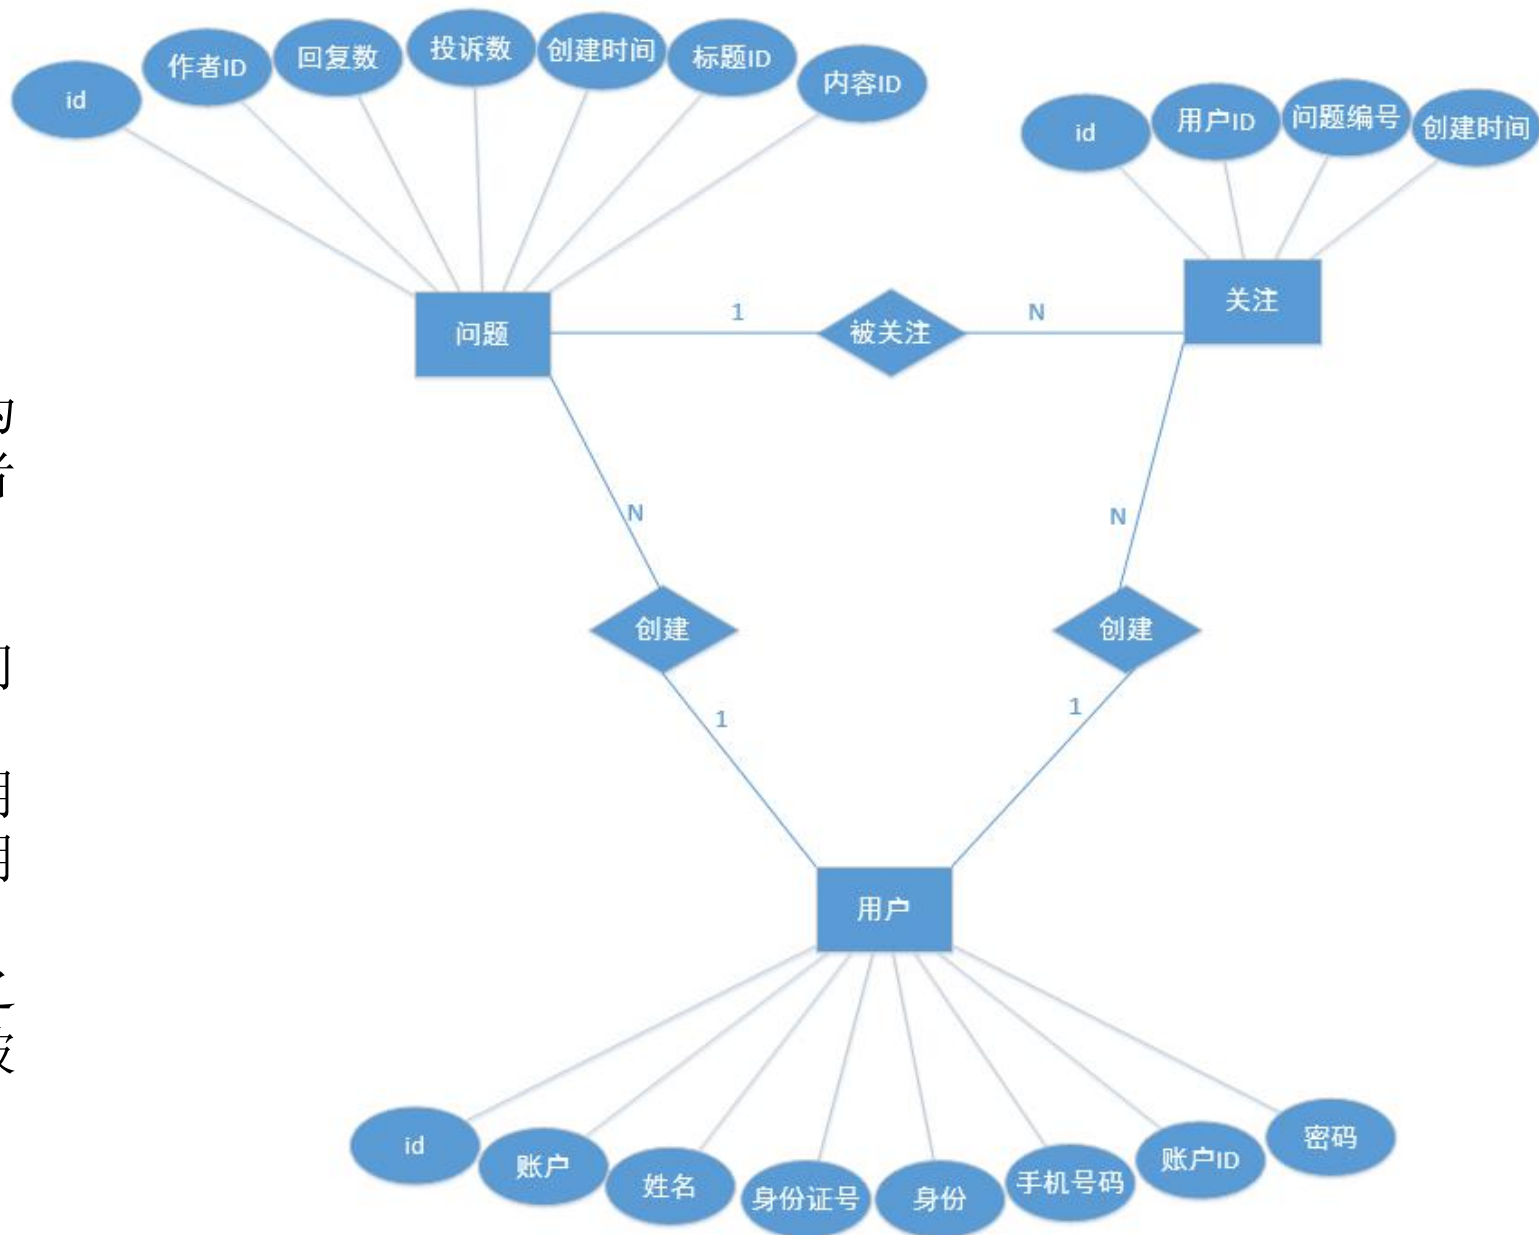 id
作者ID
回复数
投诉数
创建时间
标题ID
内容ID
id
用户ID
问题编号
创建时间
问题
1
被关注
N
关注
N
N
创建
创建
1
1
用户
id
账户
姓名
身份证号
身份
手机号码
账户ID
密码